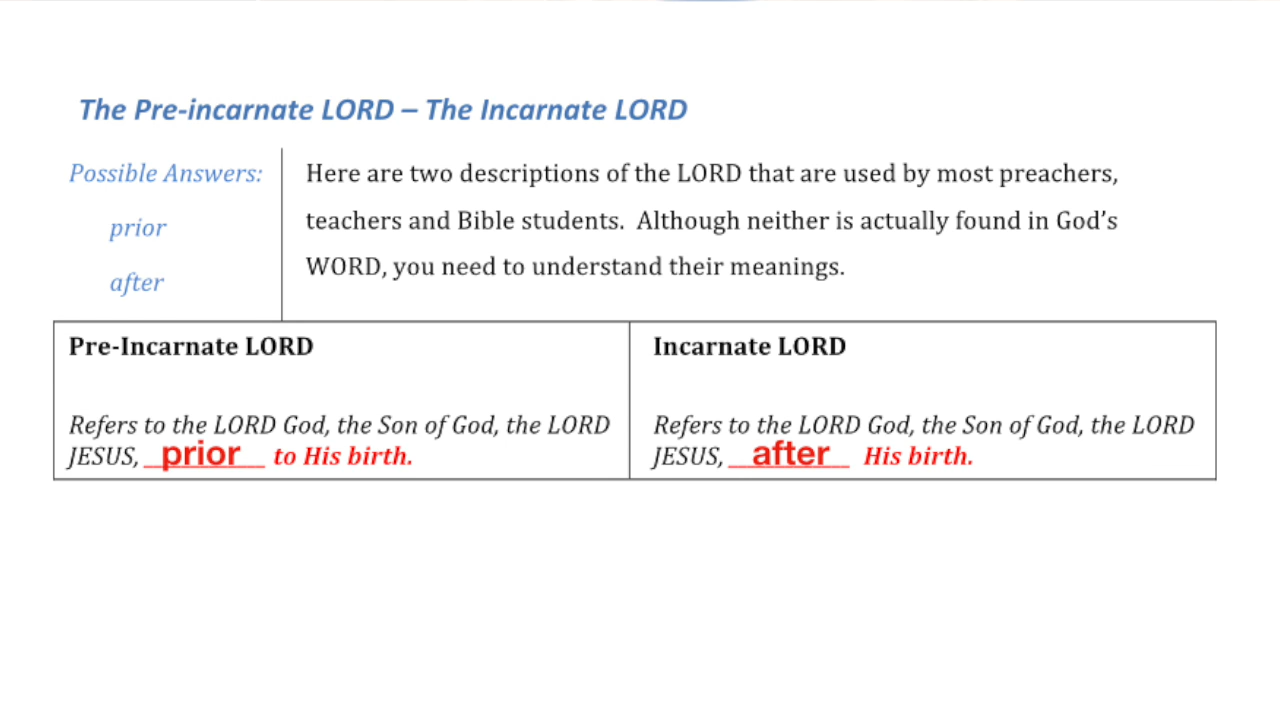 The Pre-incarnate LORD – The Incarnate LORD
Possible Answers:
prior
after
Here are two descriptions of the LORD that are used by most preachers,
teachers and Bible students.  Although neither is actually found in God’s
WORD, you need to understand their meanings.
Pre-Incarnate LORD
Refers to the LORD God, the Son of God, the LORD
JESUS, prior to His birth.
Incarnate LORD
Refers to the LORD God, the Son of God, the LORD
JESUS, after His birth.